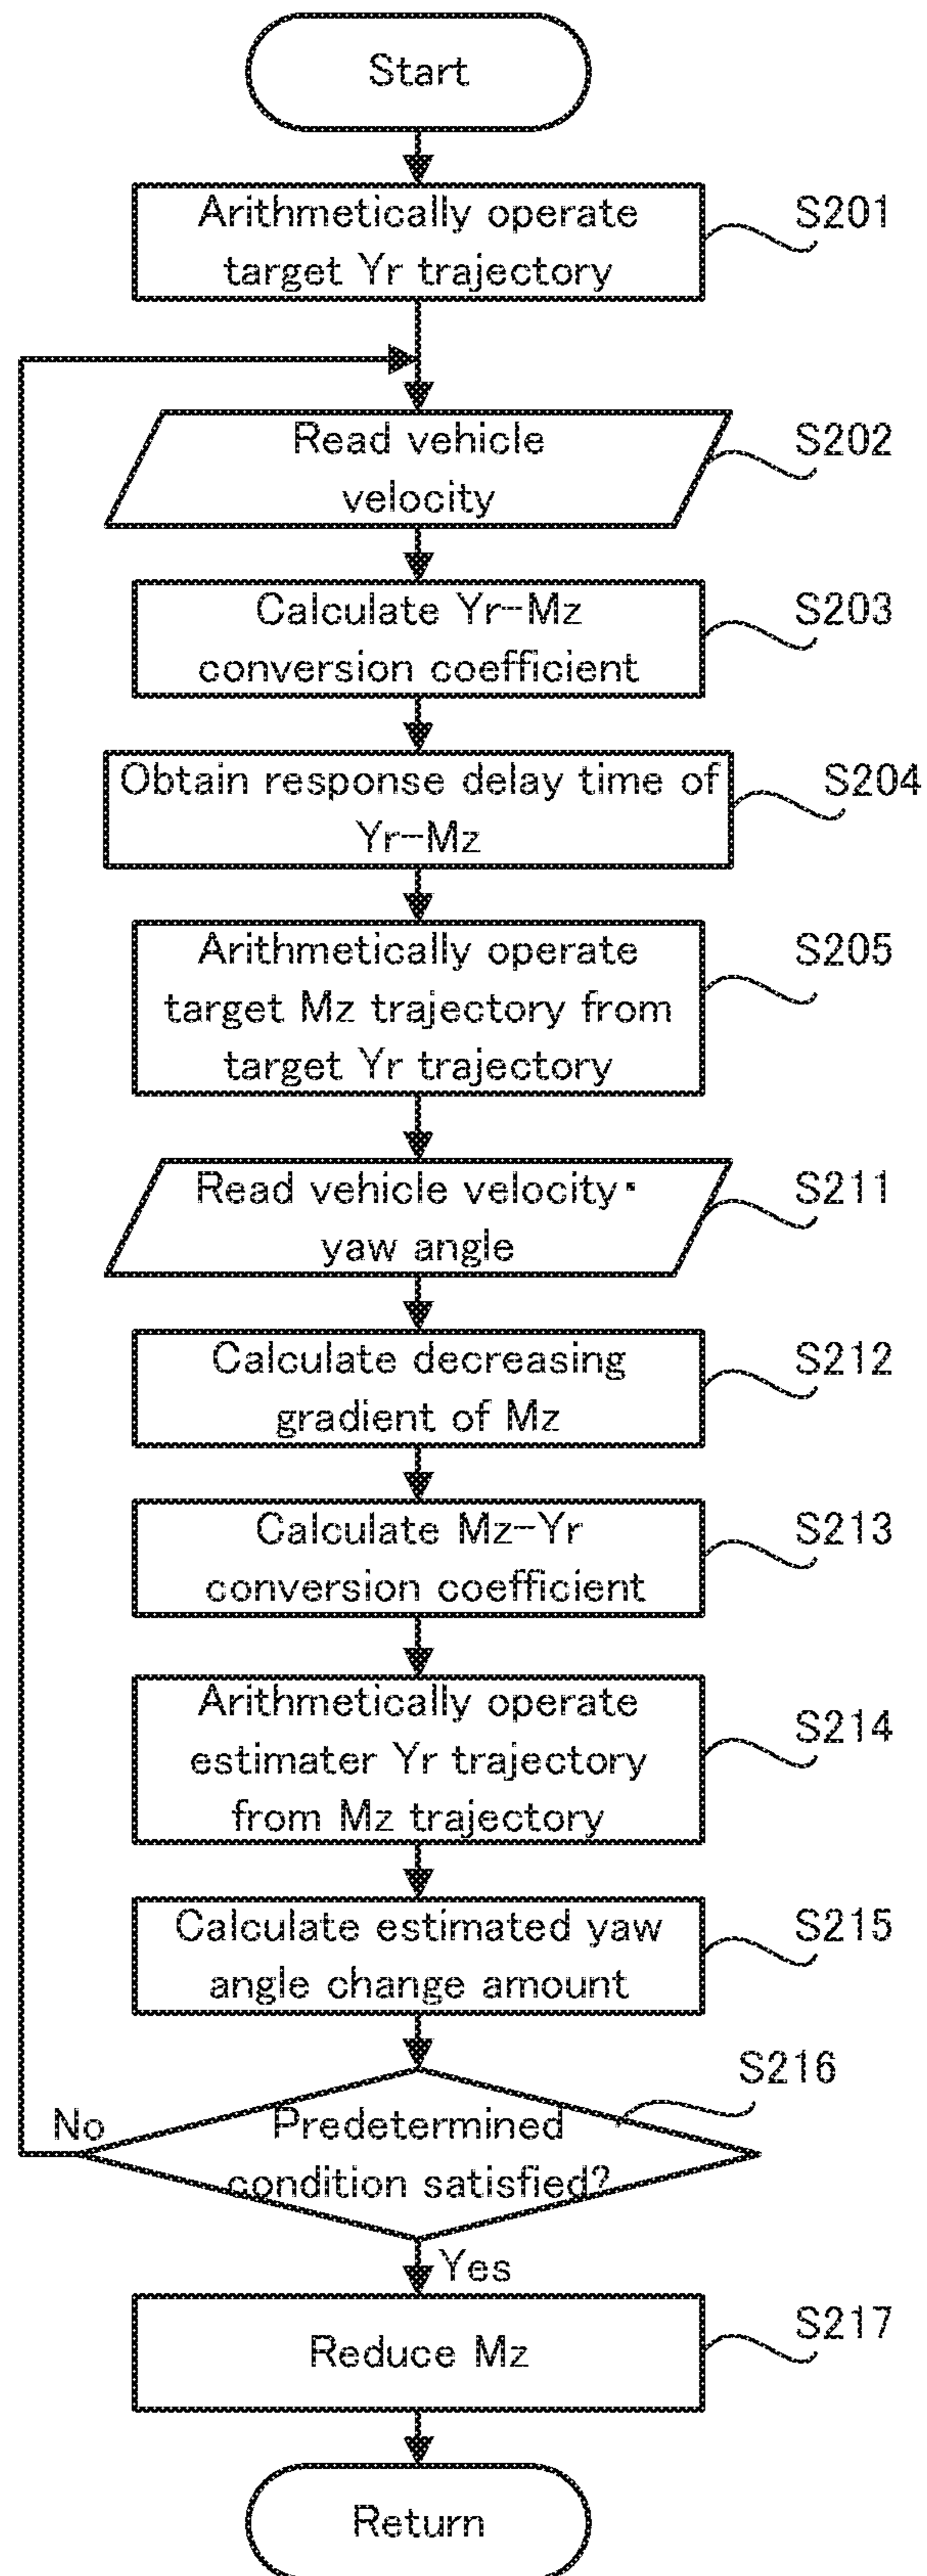 Start
Arithmetically operate
target Yr trajectory
S201
Read vehicle
velocity
S202
Calculate Yr-Mz
conversion coefficient
S203
Obtain response delay time of
Yr-Mz
S204
Arithmetically operate
target Mz trajectory from
target Yr trajectory
S205
Read vehicle velocity・
yaw angle
S211
Calculate decreasing
gradient of Mz
S212
Calculate Mz-Yr
conversion coefficient
S213
Arithmetically operate
estimater Yr trajectory
from Mz trajectory
S214
Calculate estimated yaw
angle change amount
S215
Predetermined
condition satisfied?
S216
No
Yes
Reduce Mz
S217
Return